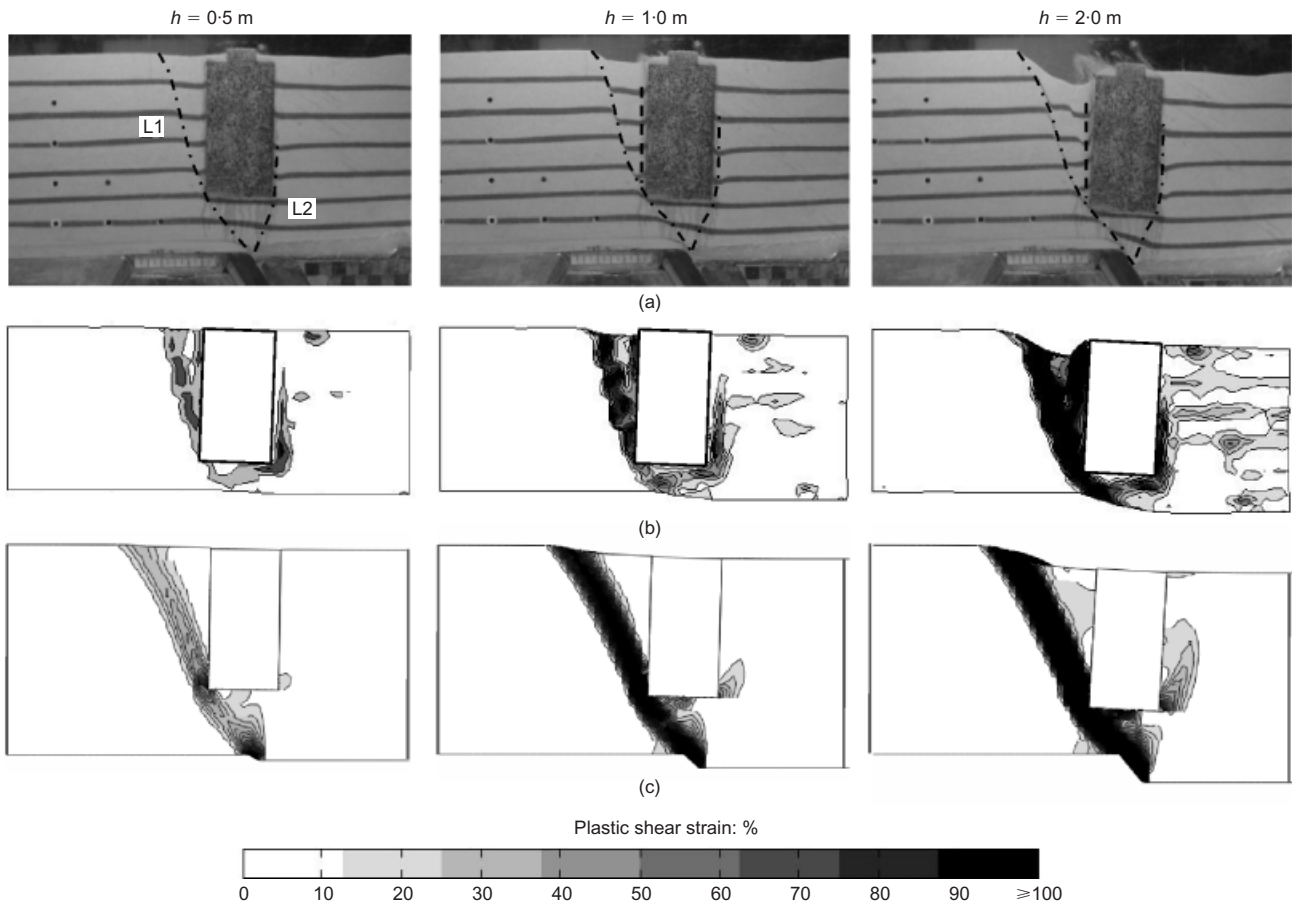 h = 0·5 m
h = 1·0 m
h = 2·0 m
L1
L2
(a)
(b)
(c)
Plastic shear strain: %
0 10 20 30 40 50 60 70 80 90 ⩾100